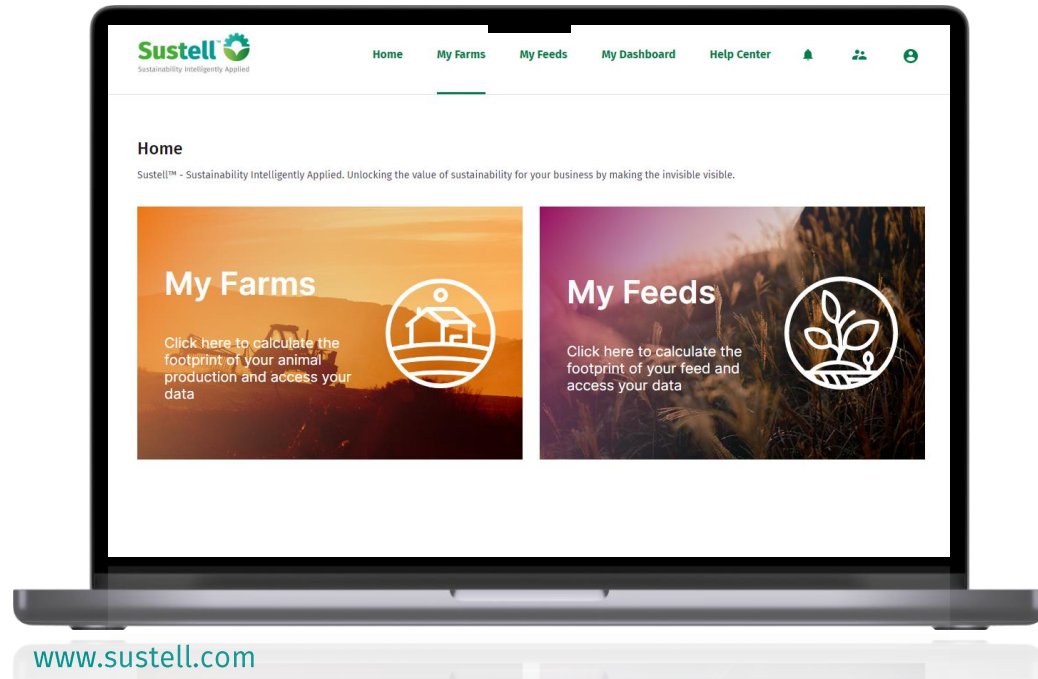 Sustell™
Sustainability Intelligently Applied
Home
My Farms
My Feeds
My Dashboard
Help Center
Home
Sustell™ - Sustainability Intelligently Applied. Unlocking the value of sustainability for your business by making the invisible visible.
My Farms
Click here to calculate the
footprint of your animal
production and access your
data
My Feeds
Click here to calculate the
footprint of your feed and
access your data
www.sustell.com